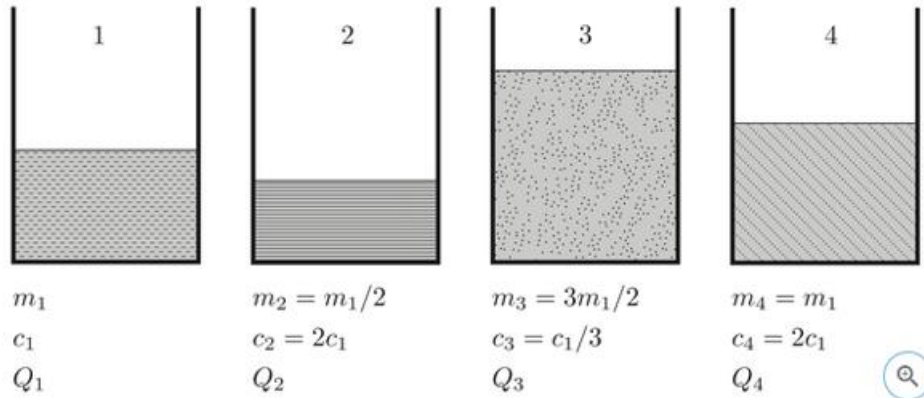 1 2 3 4
m₁ m₂ = m₁/2 m₃ = 3m₁/2 m₄ = m₁
c₁ c₂ = 2c₁ c₃ = c₁/3 c₄ = 2c₁
Q₁ Q₂ Q₃ Q₄